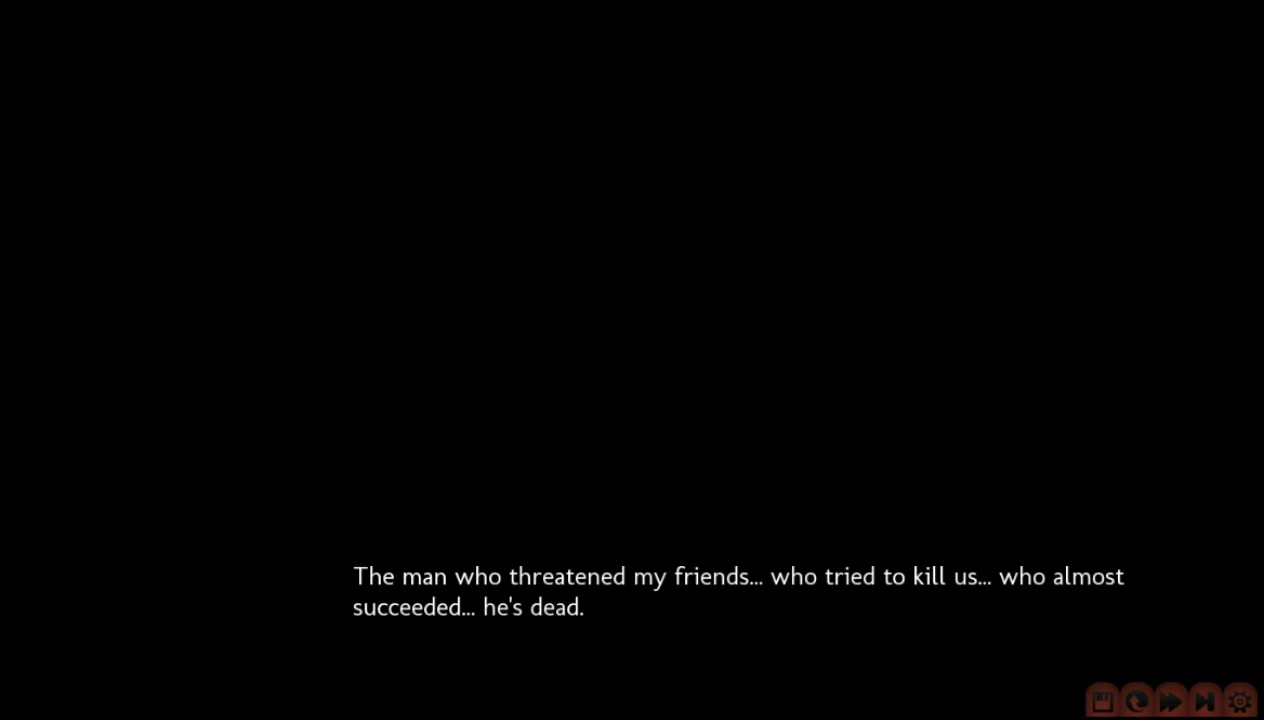 The man who threatened my friends... who tried to kill us... who almost
succeeded... he's dead.